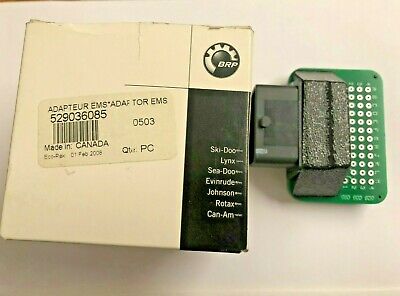 BRP
ADAPTEUR EMS*ADAPTOR EMS
529036085
0503
Made in: CANADA
Eco-Pak: 01 Feb 2008
Qty. PC
Ski-Doo
Lynx
Sea-Doo
Evinrude
Johnson
Rotax
Can-Am